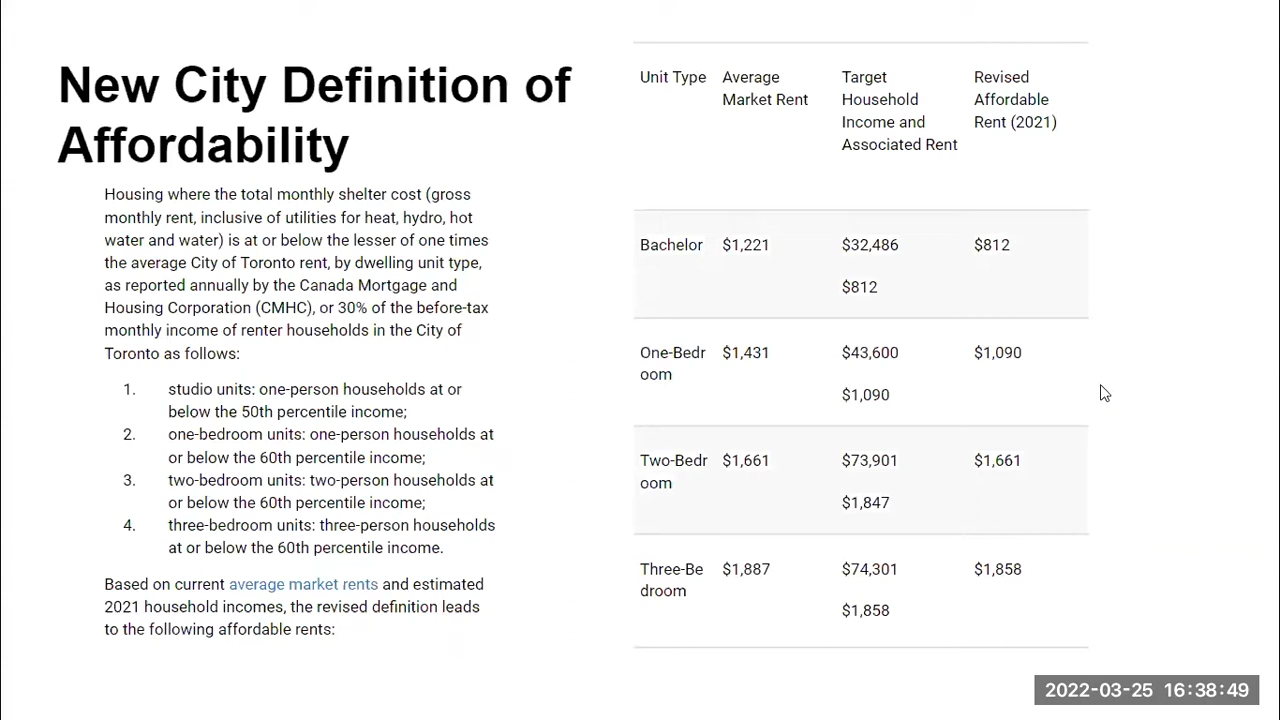 New City Definition of
Affordability
Housing where the total monthly shelter cost (gross
monthly rent, inclusive of utilities for heat, hydro, hot
water and water) is at or below the lesser of one times
the average City of Toronto rent, by dwelling unit type,
as reported annually by the Canada Mortgage and
Housing Corporation (CMHC), or 30% of the before-tax
monthly income of renter households in the City of
Toronto as follows:
1. studio units: one-person households at or
below the 50th percentile income;
2. one-bedroom units: one-person households at
or below the 60th percentile income;
3. two-bedroom units: two-person households at
or below the 60th percentile income;
4. three-bedroom units: three-person households
at or below the 60th percentile income.
Based on current average market rents and estimated
2021 household incomes, the revised definition leads
to the following affordable rents:
Unit Type Average Target Revised
Market Rent Household Affordable
Income and Rent (2021)
Associated Rent
Bachelor $1,221 $32,486 $812
$812
One-Bedr $1,431 $43,600 $1,090
oom
$1,090
Two-Bedr $1,661 $73,901 $1,661
oom
$1,847
Three-Be $1,887 $74,301 $1,858
droom
$1,858
2022-03-25 16:38:49